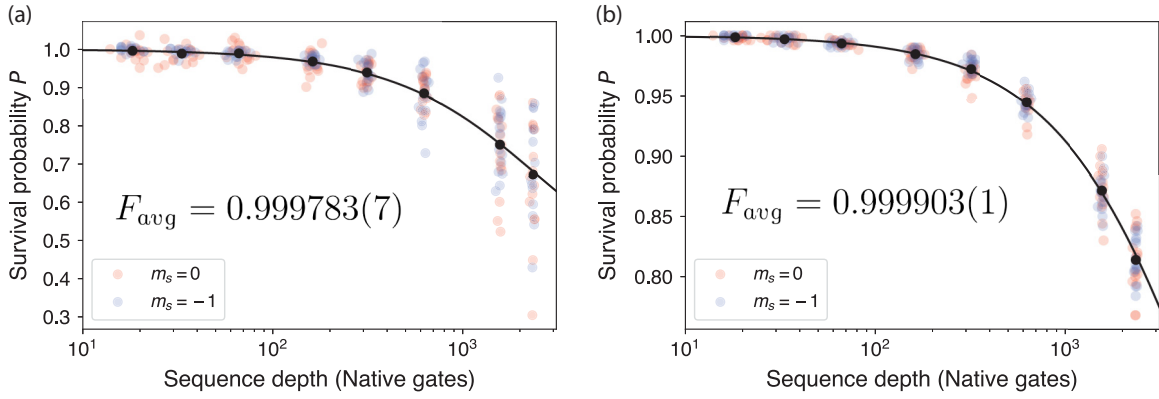 (a)
Survival probability P
1.0
0.9
0.8
0.7
0.6
0.5
0.4
0.3
F_avg = 0.999783(7)
m_s = 0
m_s = −1
10^1
10^2
10^3
Sequence depth (Native gates)
(b)
Survival probability P
1.00
0.95
0.90
0.85
0.80
F_avg = 0.999903(1)
m_s = 0
m_s = −1
10^1
10^2
10^3
Sequence depth (Native gates)